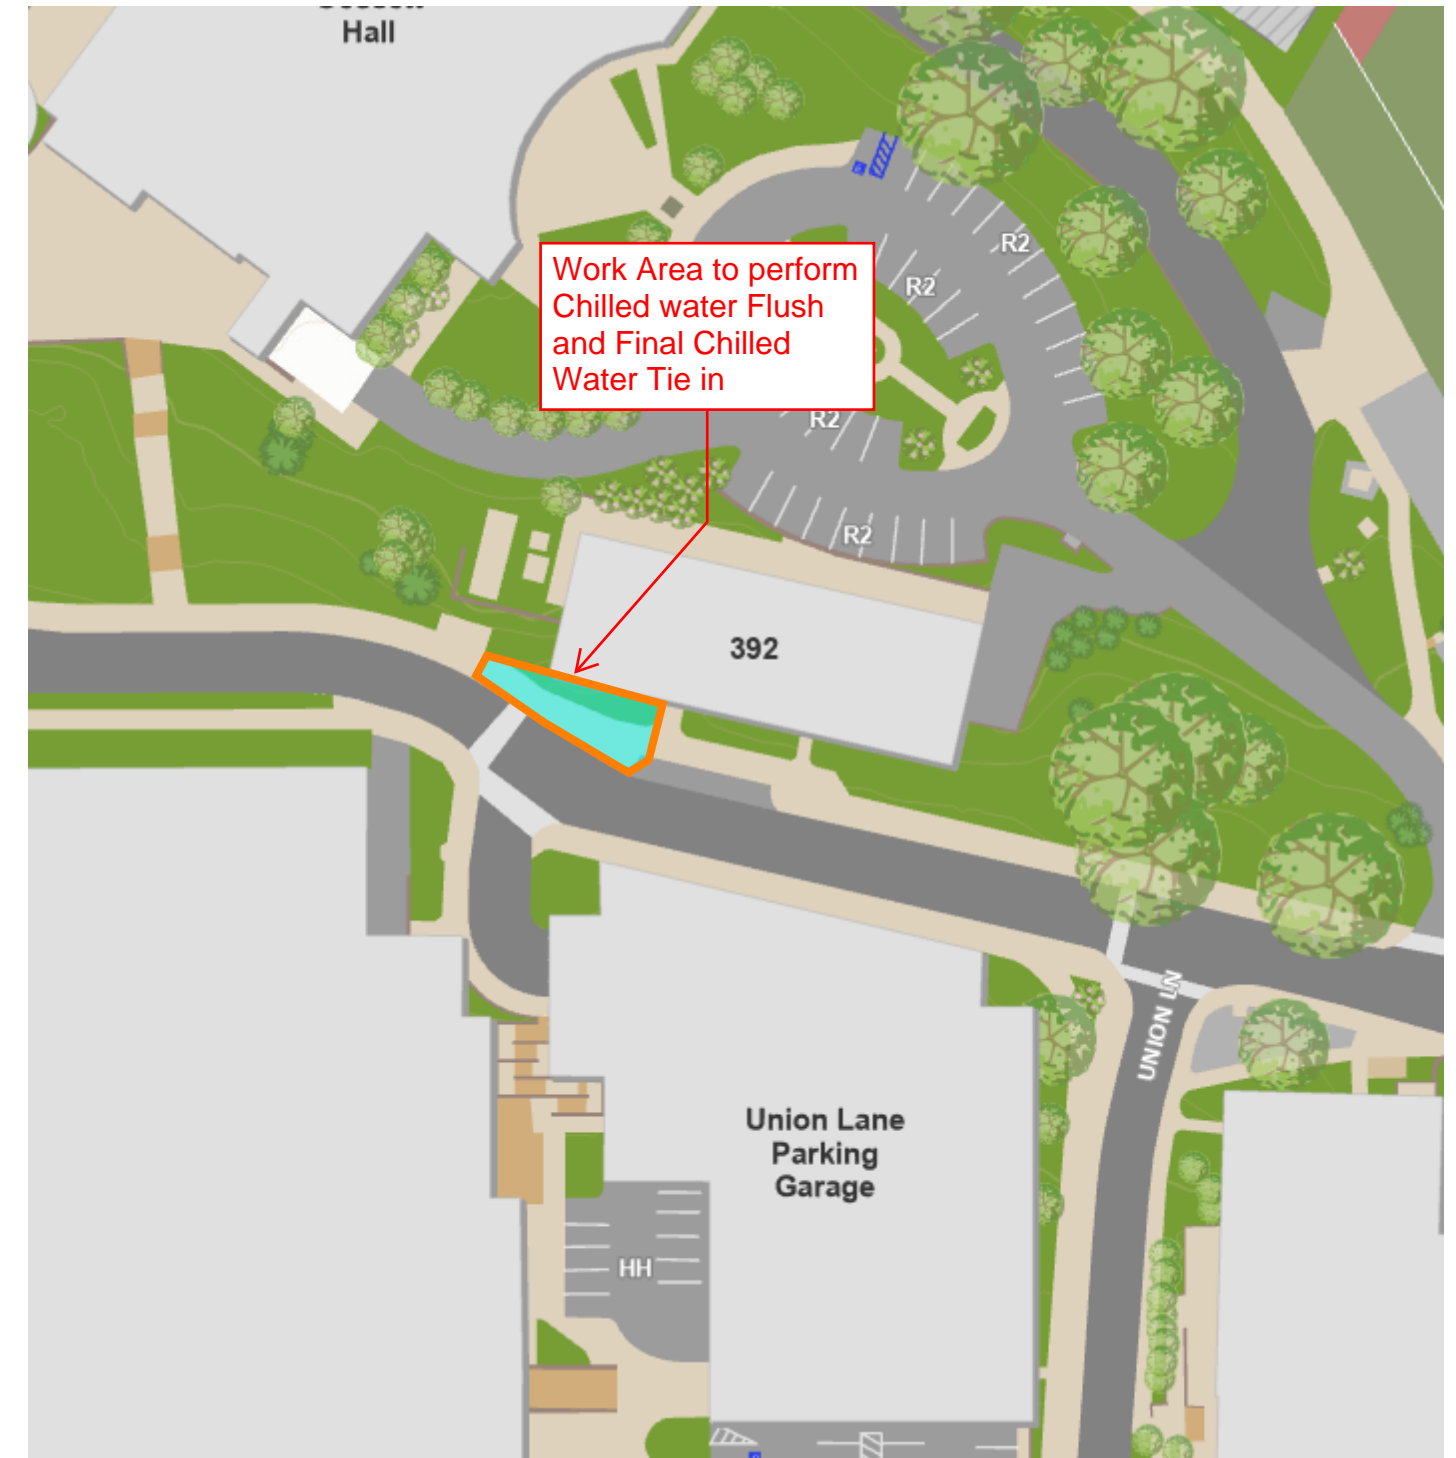 Hall
R2
Work Area to perform
Chilled water Flush
and Final Chilled
Water Tie in
R2
R2
R2
392
UNION LN
Union Lane
Parking
Garage
HH